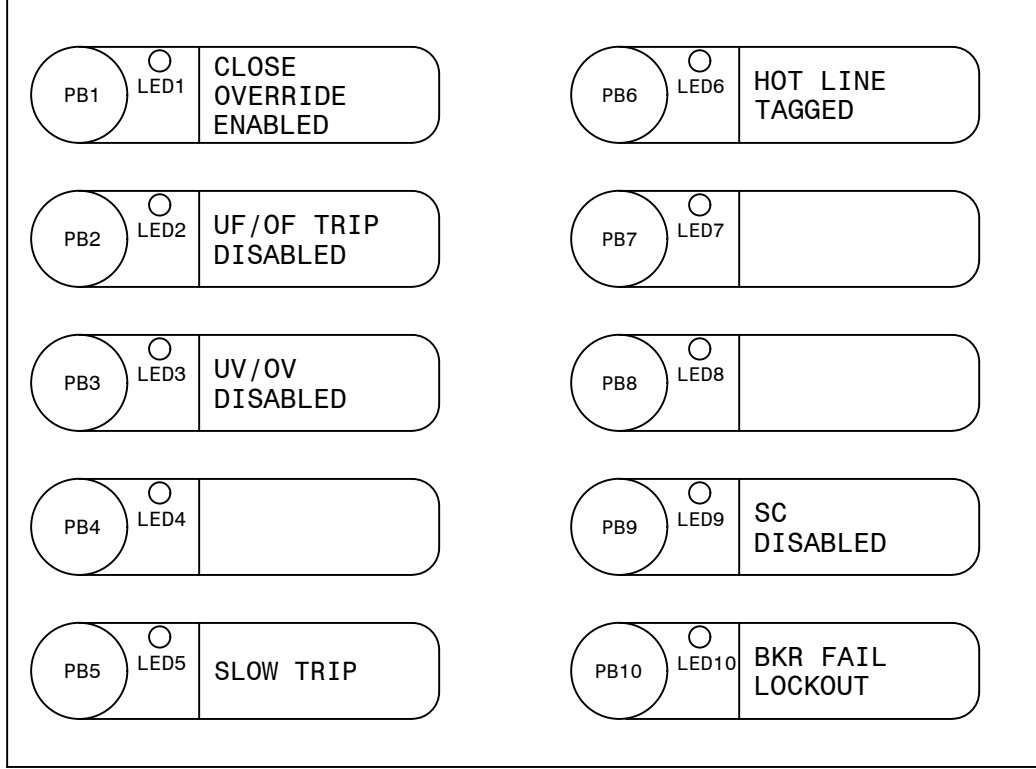 PB1
LED1
CLOSE
OVERRIDE
ENABLED
PB2
LED2
UF/OF TRIP
DISABLED
PB3
LED3
UV/OV
DISABLED
PB4
LED4
PB5
LED5
SLOW TRIP
PB6
LED6
HOT LINE
TAGGED
PB7
LED7
PB8
LED8
PB9
LED9
SC
DISABLED
PB10
LED10
BKR FAIL
LOCKOUT